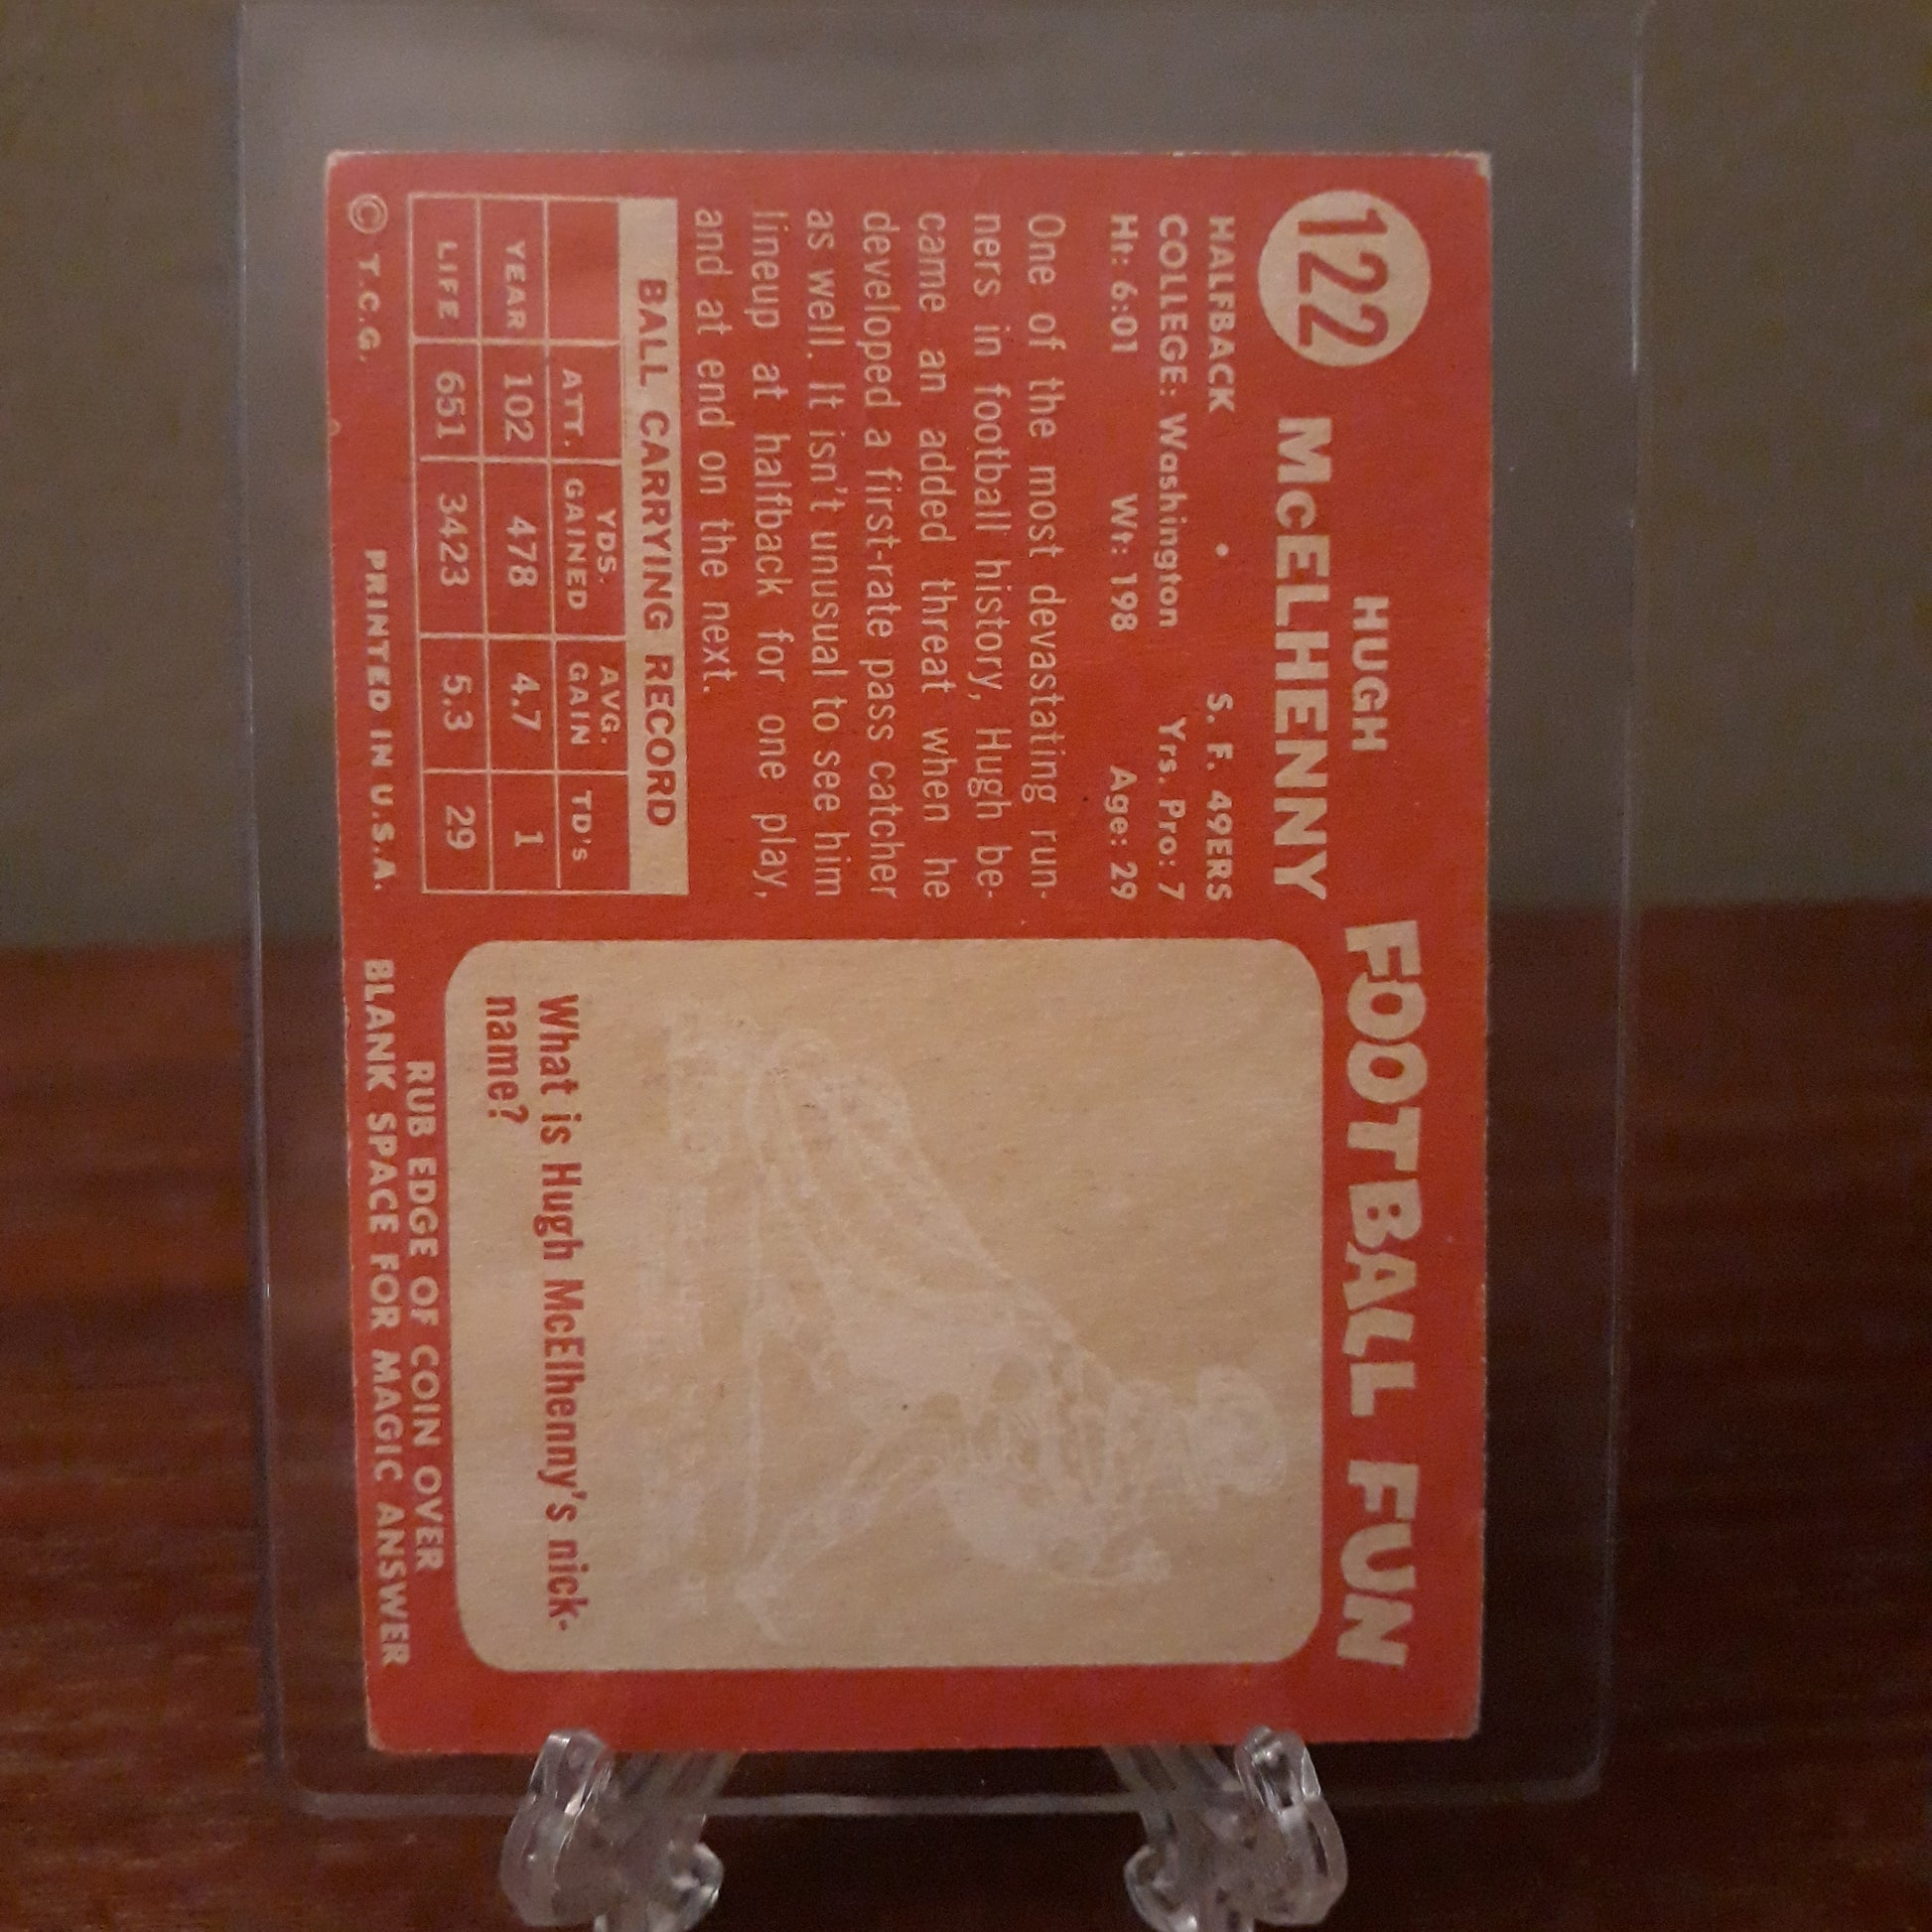 122
HUGH
McELHENNY
HALFBACK • S. F. 49ERS
COLLEGE: Washington Yrs. Pro: 7
Ht: 6:01 Wt: 198 Age: 29
One of the most devastating run-
ners in football history, Hugh be-
came an added threat when he
developed a first-rate pass catcher
as well. It isn't unusual to see him
lineup at halfback for one play,
and at end on the next.
BALL CARRYING RECORD
ATT. YDS. GAINED AVG. GAIN TD's
YEAR 102 478 4.7 1
LIFE 651 3423 5.3 29
© T.C.G. PRINTED IN U.S.A.
FOOTBALL FUN
What is Hugh McElhenny's nick-
name?
RUB EDGE OF COIN OVER
BLANK SPACE FOR MAGIC ANSWER